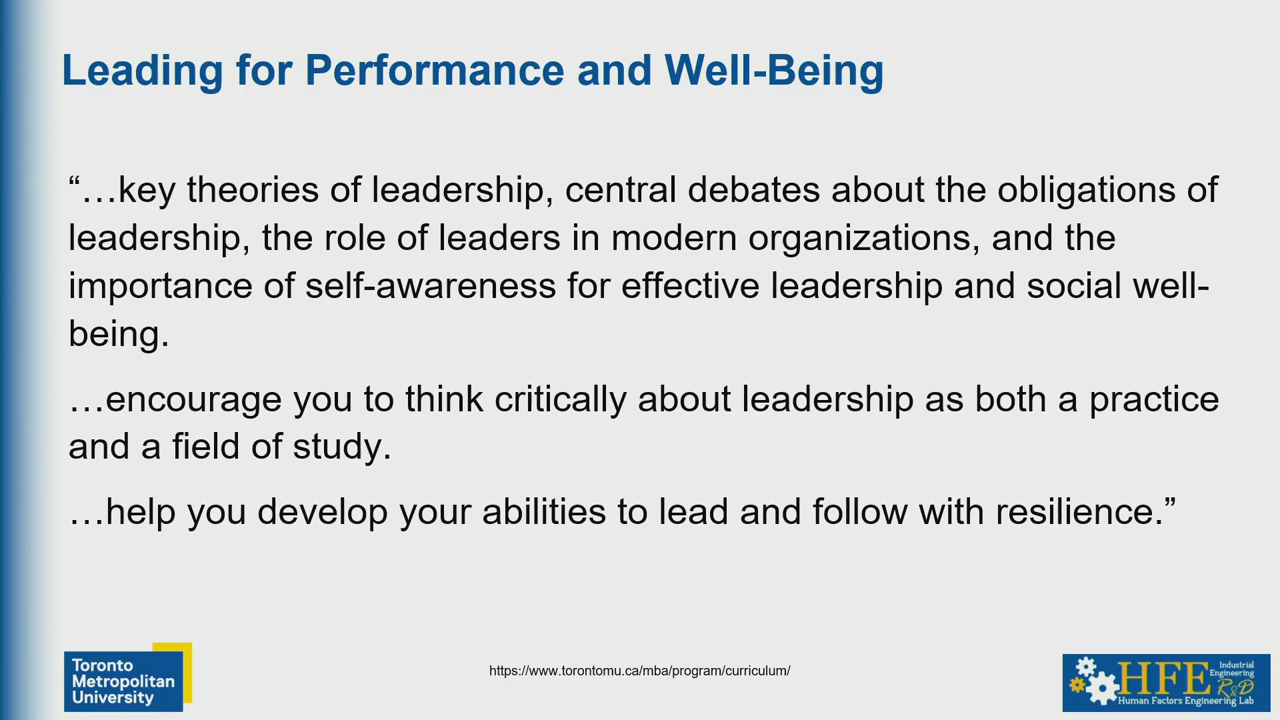 Leading for Performance and Well-Being
“…key theories of leadership, central debates about the obligations of
leadership, the role of leaders in modern organizations, and the
importance of self-awareness for effective leadership and social well-
being.
…encourage you to think critically about leadership as both a practice
and a field of study.
…help you develop your abilities to lead and follow with resilience.”
Toronto
Metropolitan
University
https://www.torontomu.ca/mba/program/curriculum/
HFE
Industrial
Engineering
R&D
Human Factors Engineering Lab